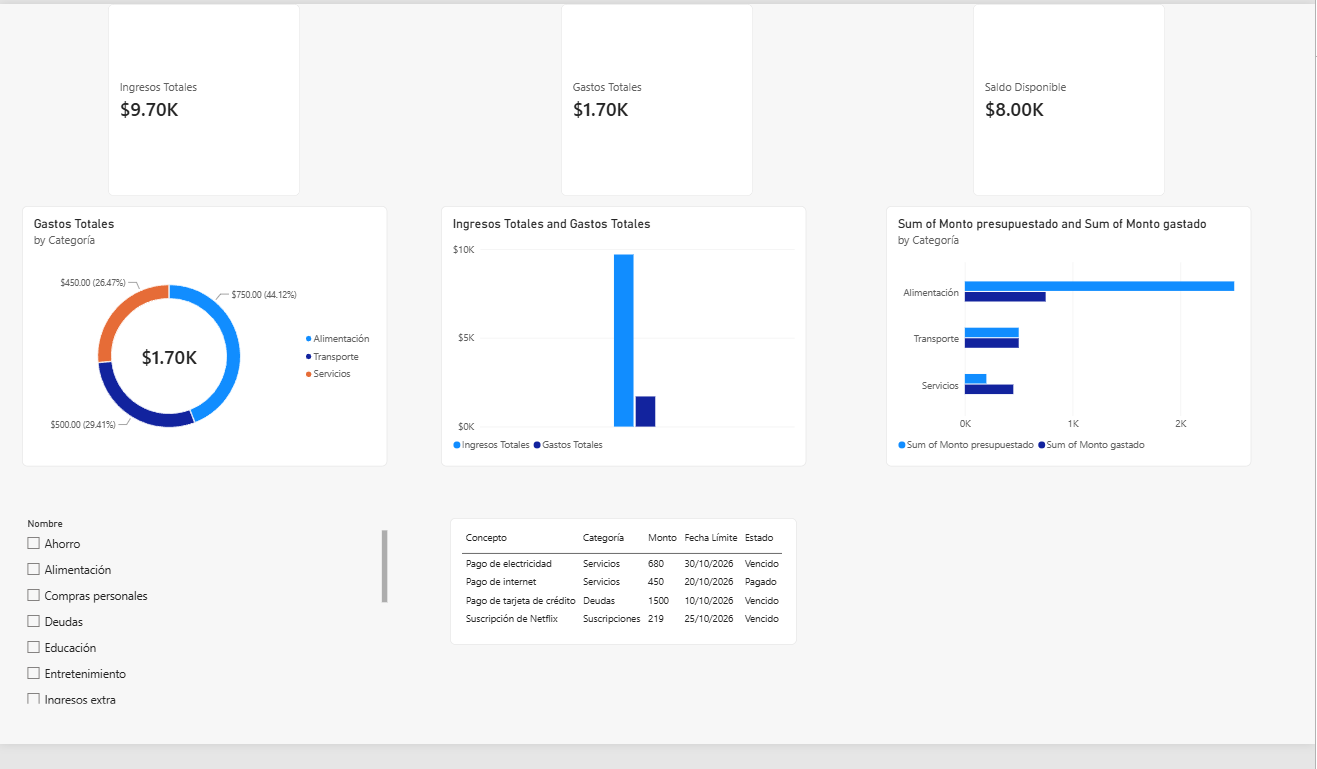 Ingresos Totales
$9.70K
Gastos Totales
$1.70K
Saldo Disponible
$8.00K
Gastos Totales
by Categoría
$450.00 (26.47%)
$750.00 (44.12%)
$1.70K
$500.00 (29.41%)
Alimentación
Transporte
Servicios
Ingresos Totales and Gastos Totales
$10K
$5K
$0K
Ingresos Totales Gastos Totales
Sum of Monto presupuestado and Sum of Monto gastado
by Categoría
Alimentación
Transporte
Servicios
0K 1K 2K
Sum of Monto presupuestado Sum of Monto gastado
Nombre
Ahorro
Alimentación
Compras personales
Deudas
Educación
Entretenimiento
Ingresos extra
Concepto Categoría Monto Fecha Límite Estado
Pago de electricidad Servicios 680 30/10/2026 Vencido
Pago de internet Servicios 450 20/10/2026 Pagado
Pago de tarjeta de crédito Deudas 1500 10/10/2026 Vencido
Suscripción de Netflix Suscripciones 219 25/10/2026 Vencido